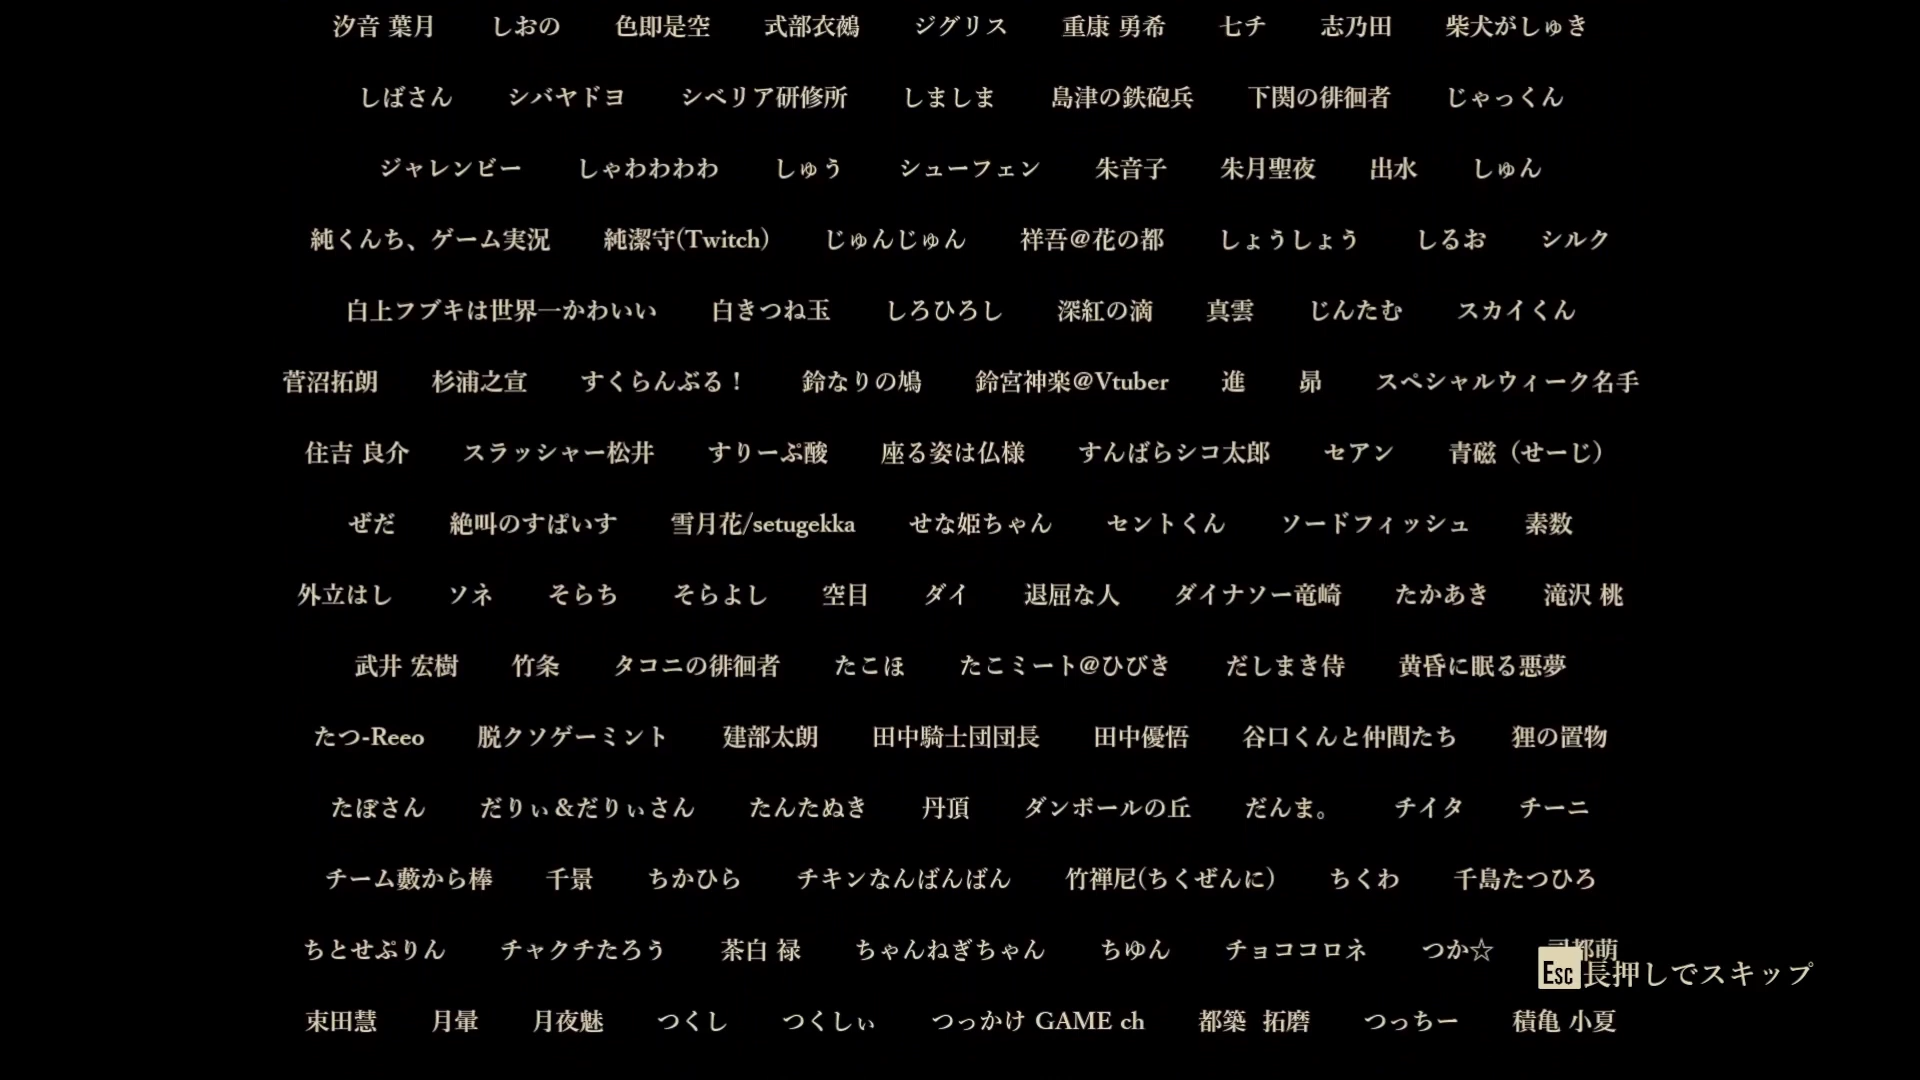 汐音 葉月 しおの 色即是空 式部衣鵺 ジグリス 重康 勇希 七チ 志乃田 柴犬がしゅき
しばさん シバヤドヨ シベリア研修所 しましま 島津の鉄砲兵 下関の徘徊者 じゃっくん
ジャレンビー しゃわわわわ しゅう シューフェン 朱音子 朱月聖夜 出水 しゅん
純くんち、ゲーム実況 純潔守(Twitch) じゅんじゅん 祥吾@花の都 しょうしょう しるお シルク
白上フブキは世界一かわいい 白きつね玉 しろひろし 深紅の滴 真雲 じんたむ スカイくん
菅沼拓朗 杉浦之宣 すくらんぶる！ 鈴なりの鳩 鈴宮神楽@Vtuber 進 昴 スペシャルウィーク名手
住吉 良介 スラッシャー松井 すりーぷ酸 座る姿は仏様 すんばらシコ太郎 セアン 青磁（せーじ）
ぜだ 絶叫のすぱいす 雪月花/setugekka せな姫ちゃん セントくん ソードフィッシュ 素数
外立はし ソネ そらち そらよし 空目 ダイ 退屈な人 ダイナソー竜崎 たかあき 滝沢 桃
武井 宏樹 竹条 タコニの徘徊者 たこほ たこミート@ひびき だしまき侍 黄昏に眠る悪夢
たつ-Reeo 脱クソゲーミント 建部太朗 田中騎士団団長 田中優悟 谷口くんと仲間たち 狸の置物
たぼさん だりぃ＆だりぃさん たんたぬき 丹頂 ダンボールの丘 だんま。 チイタ チーニ
チーム藪から棒 千景 ちかひら チキンなんばんばん 竹禅尼(ちくぜんに) ちくわ 千島たつひろ
ちとせぷりん チャクチたろう 茶白 禄 ちゃんねぎちゃん ちゆん チョココロネ つか☆ 都萌
Esc 長押しでスキップ
束田慧 月暈 月夜魅 つくし つくしぃ つっかけ GAME ch 都築 拓磨 つっちー 積亀 小夏